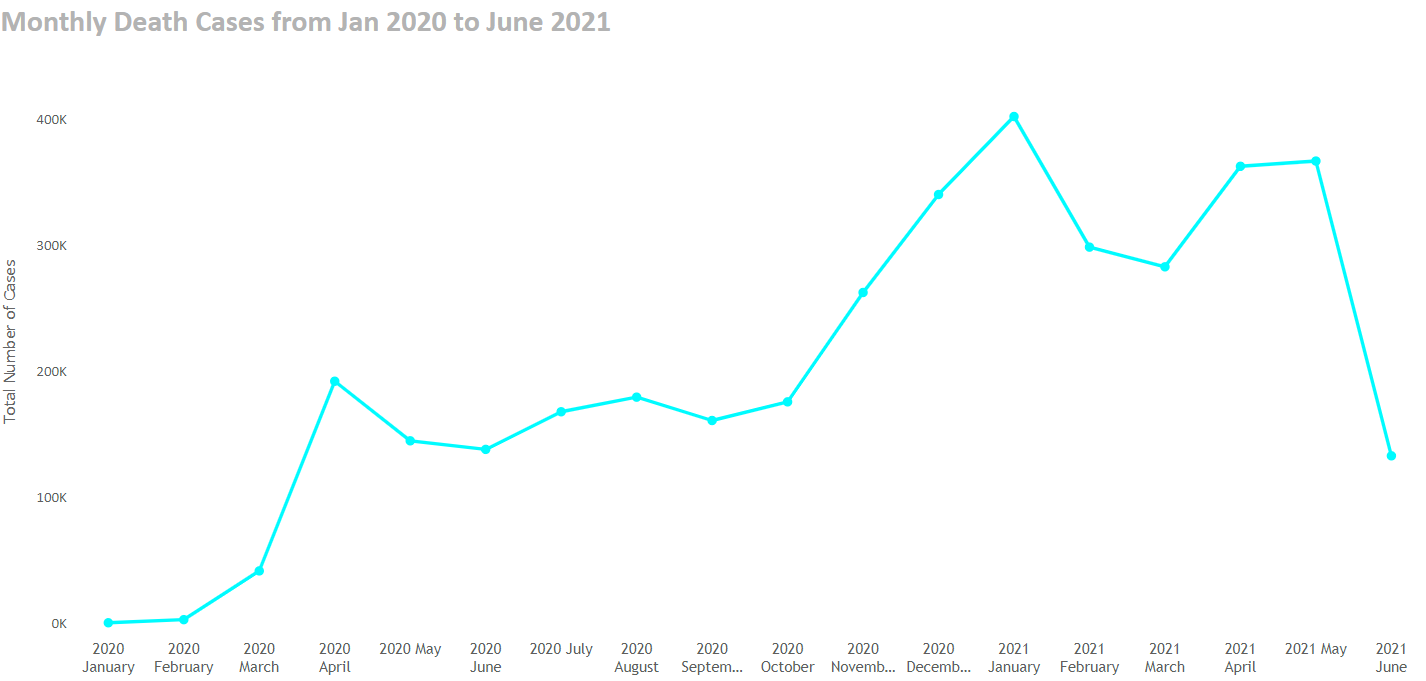 Monthly Death Cases from Jan 2020 to June 2021
400K
300K
200K
100K
0K
Total Number of Cases
2020 January
2020 February
2020 March
2020 April
2020 May
2020 June
2020 July
2020 August
2020 Septem...
2020 October
2020 Novemb...
2020 Decemb...
2021 January
2021 February
2021 March
2021 April
2021 May
2021 June